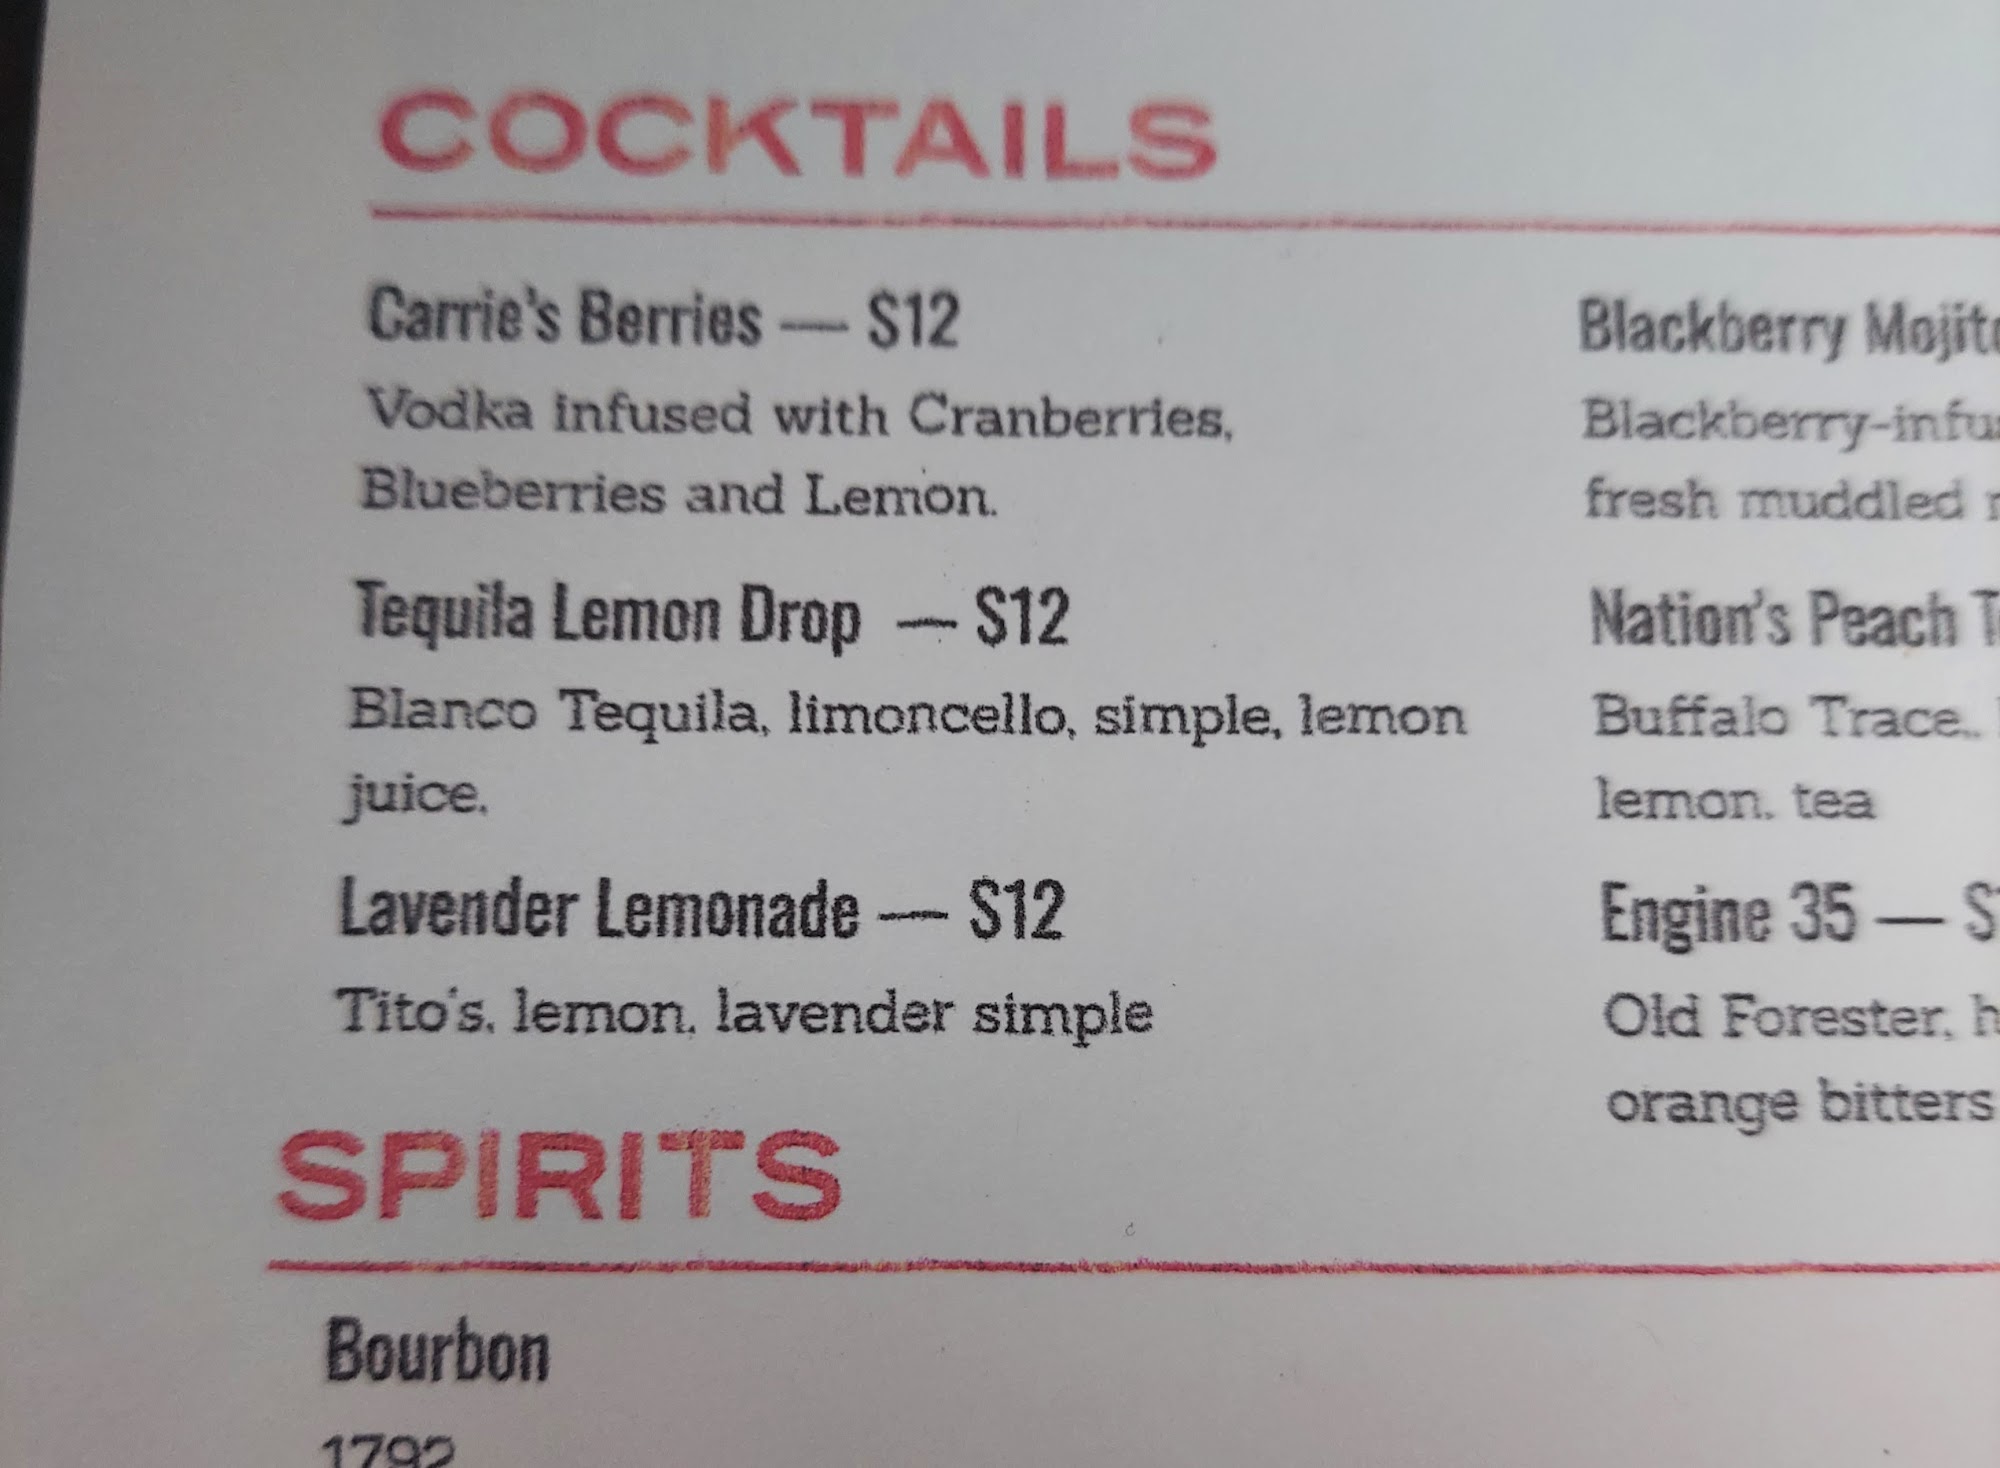 COCKTAILS
Carrie's Berries — $12
Vodka infused with Cranberries,
Blueberries and Lemon.
Tequila Lemon Drop — $12
Blanco Tequila, limoncello, simple, lemon
juice,
Lavender Lemonade — $12
Tito's, lemon, lavender simple
Blackberry
fresh muddled
Nation's Peach
Buffalo Trace,.
lemon, tea
Engine 35 —
Old Forester,
orange bitters
SPIRITS
Bourbon
1792